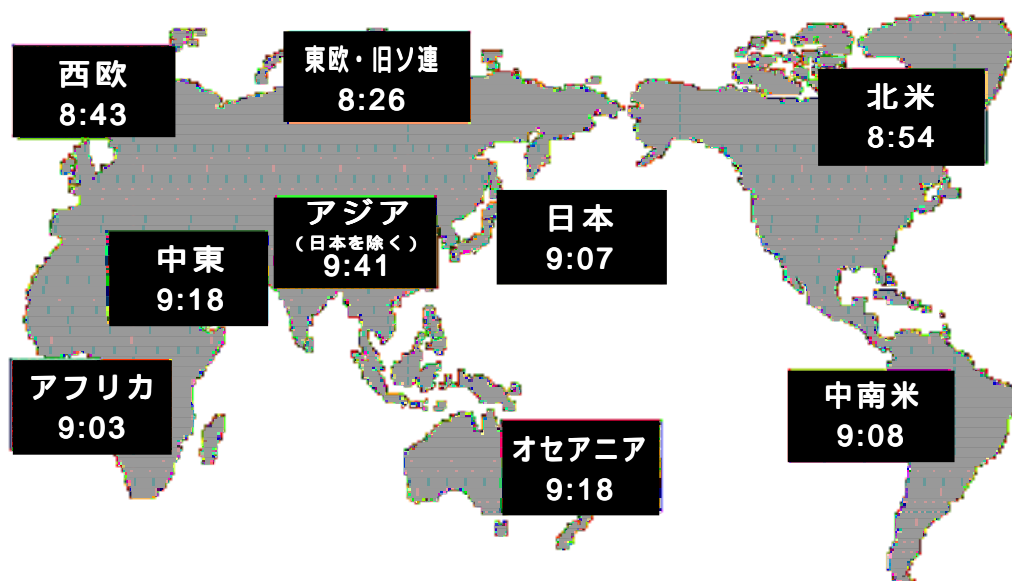 西欧
8:43
東欧・旧ソ連
8:26
北米
8:54
アジア
(日本を除く)
9:41
日本
9:07
中東
9:18
アフリカ
9:03
オセアニア
9:18
中南米
9:08